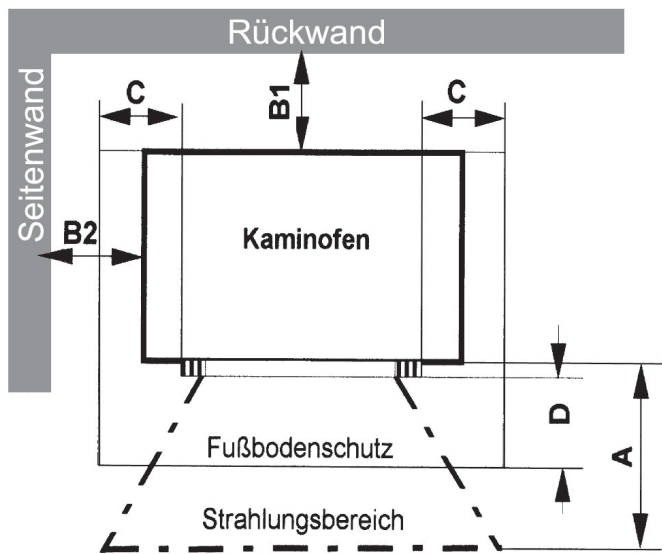 Rückwand
Seitenwand
C
B1
C
B2
Kaminofen
D
A
Fußbodenschutz
Strahlungsbereich